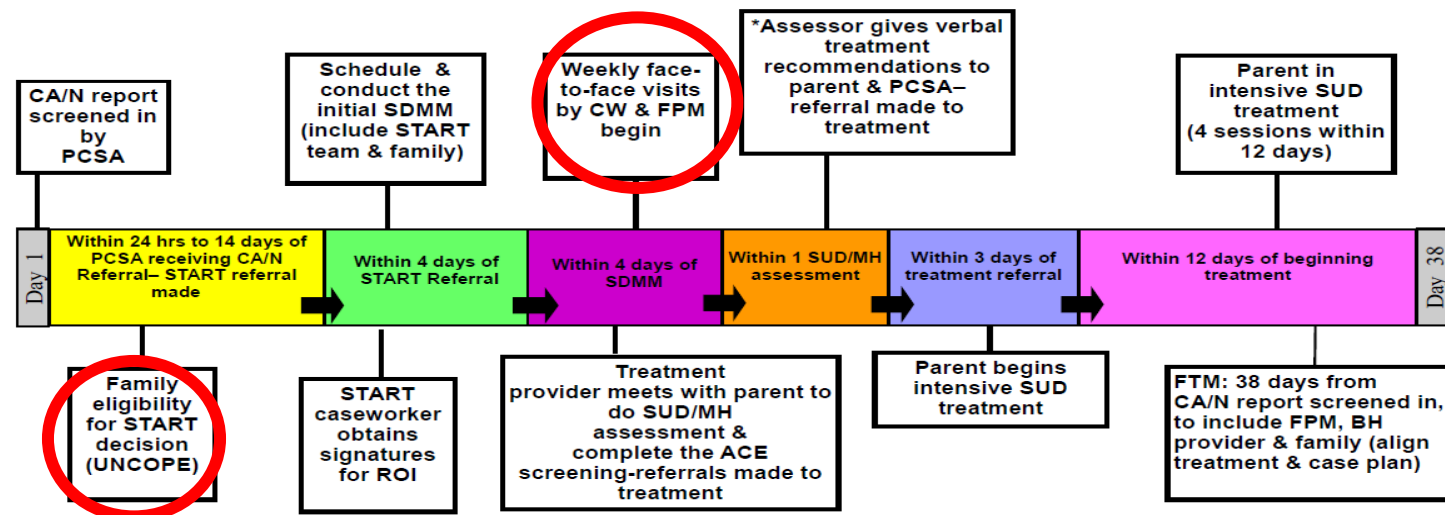 CA/N report
screened in
by
PCSA
Schedule &
conduct the
initial SDMM
(include START
team & family)
Weekly face-
to-face visits
by CW & FPM
begin
*Assessor gives verbal
treatment
recommendations to
parent & PCSA–
referral made to
treatment
Parent in
intensive SUD
treatment
(4 sessions within
12 days)
Day 1
Within 24 hrs to 14 days of
PCSA receiving CA/N
Referral– START referral
made
Within 4 days of
START Referral
Within 4 days of
SDMM
Within 1 SUD/MH
assessment
Within 3 days of
treatment referral
Within 12 days of beginning
treatment
Day 38
Family
eligibility
for START
decision
(UNCOPE)
START
caseworker
obtains
signatures
for ROI
Treatment
provider meets with parent to
do SUD/MH
assessment &
complete the ACE
screening-referrals made to
treatment
Parent begins
intensive SUD
treatment
FTM: 38 days from
CA/N report screened in,
to include FPM, BH
provider & family (align
treatment & case plan)